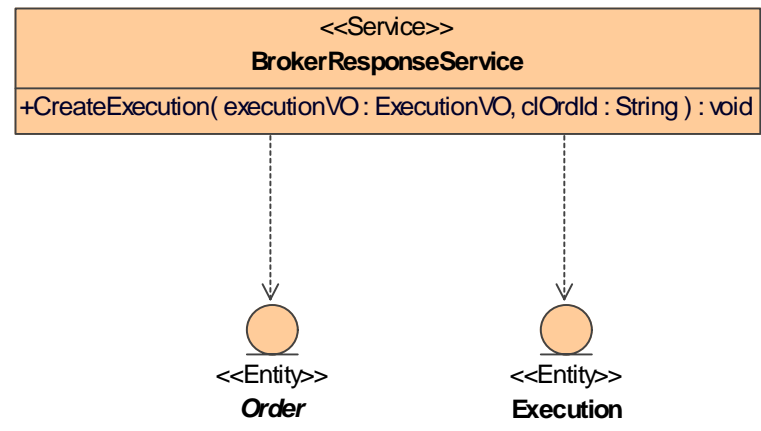 <<Service>>
BrokerResponseService
+CreateExecution( executionVO : ExecutionVO, clOrdId : String ) : void
<<Entity>>
Order
<<Entity>>
Execution